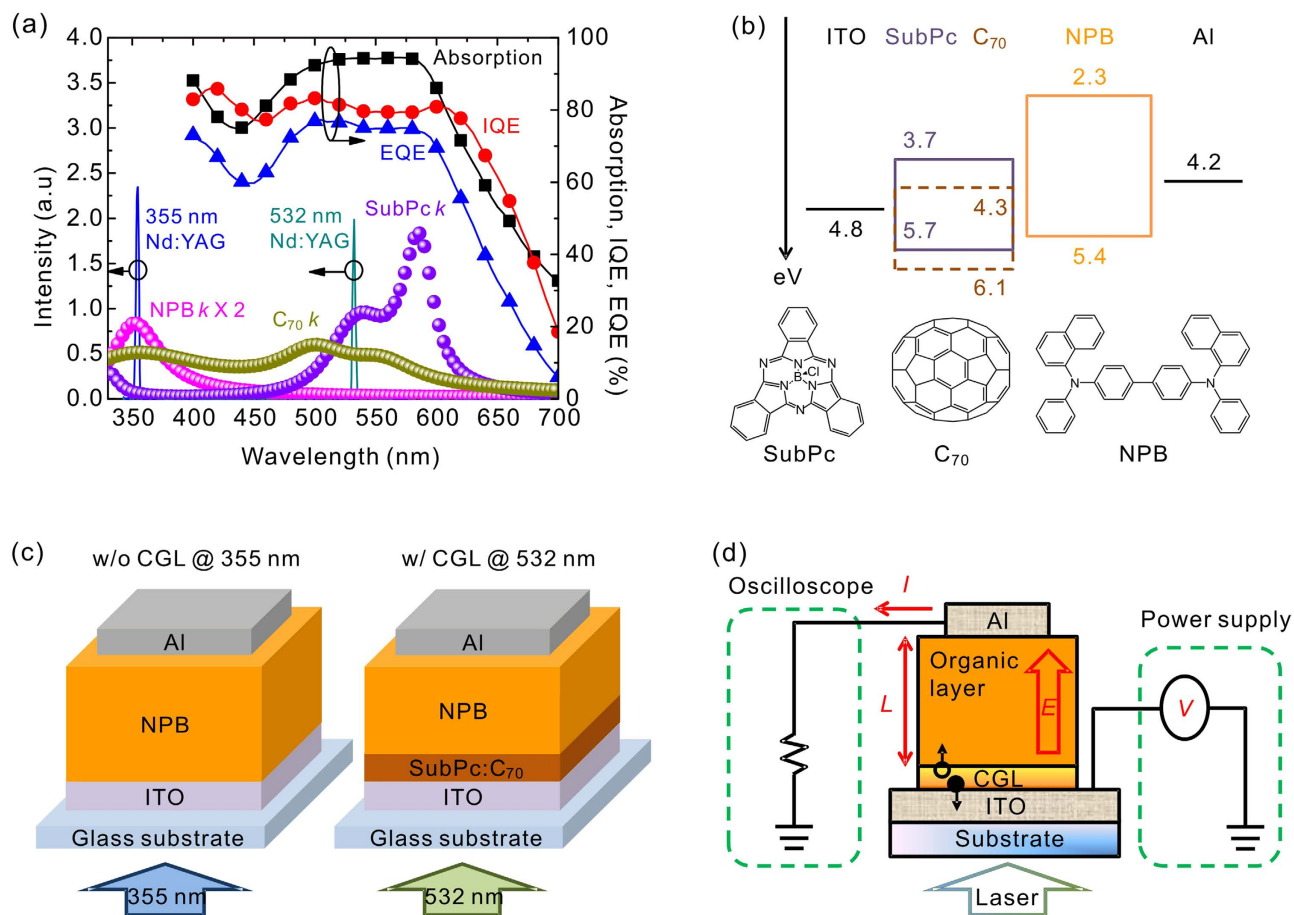 (a)
4.0
3.5
3.0
2.5
2.0
1.5
1.0
0.5
0.0
Intensity (a.u)
100
80
60
40
20
0
Absorption, IQE, EQE (%)
Absorption
IQE
EQE
SubPc k
355 nm
Nd:YAG
532 nm
Nd:YAG
NPB k X 2
C70 k
350 400 450 500 550 600 650 700
Wavelength (nm)
(b)
ITO SubPc C70 NPB Al
2.3
3.7
4.2
4.3
4.8
5.7
5.4
6.1
eV
N N N
N B Cl N
N
SubPc
C70
N N
NPB
(c)
w/o CGL @ 355 nm
Al
NPB
ITO
Glass substrate
355 nm
w/ CGL @ 532 nm
Al
NPB
SubPc:C70
ITO
Glass substrate
532 nm
(d)
Oscilloscope
I
Power supply
Al
Organic
layer
L
E
V
CGL
ITO
Substrate
Laser